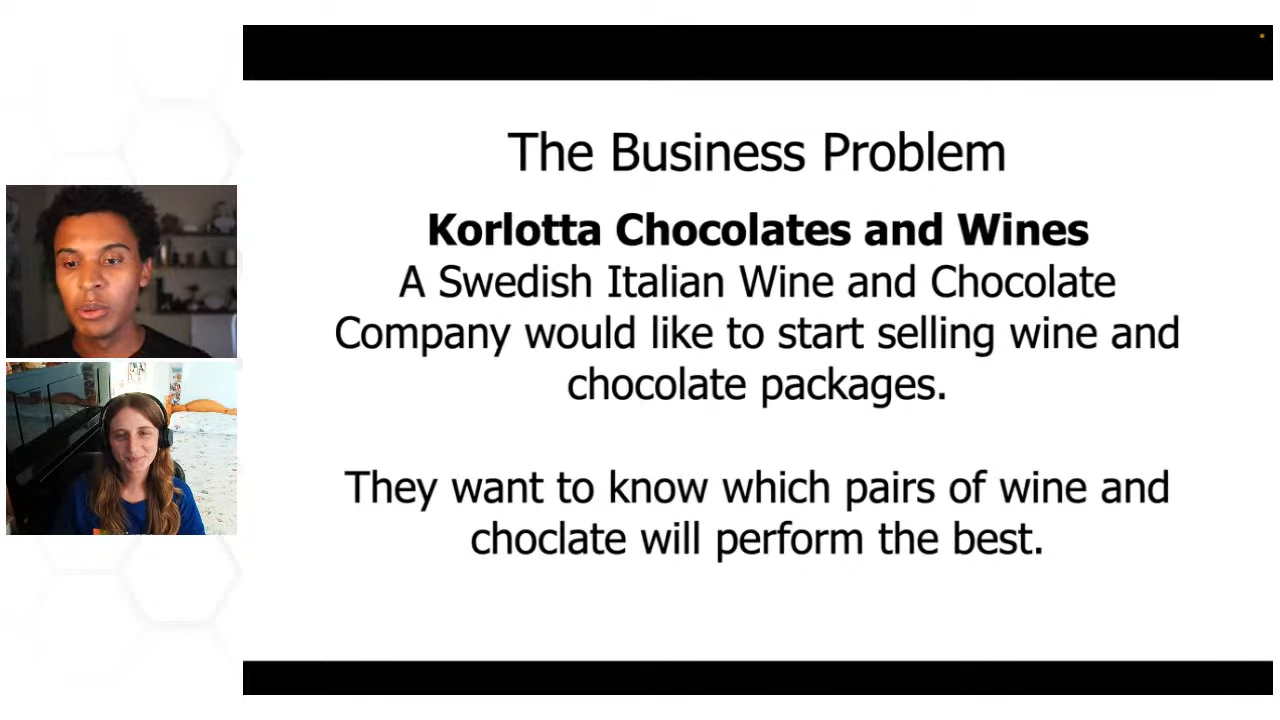 The Business Problem
Korlotta Chocolates and Wines
A Swedish Italian Wine and Chocolate
Company would like to start selling wine and
chocolate packages.
They want to know which pairs of wine and
choclate will perform the best.